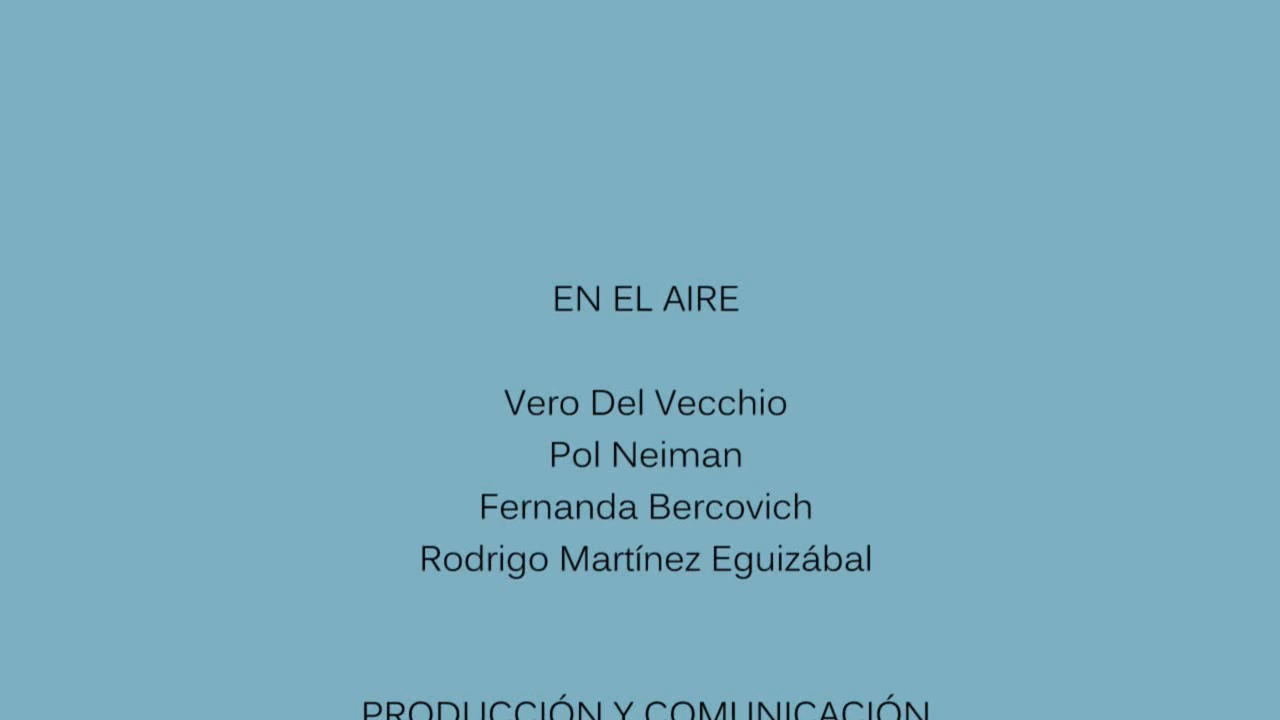 EN EL AIRE
Vero Del Vecchio
Pol Neiman
Fernanda Bercovich
Rodrigo Martínez Eguizábal
PRODUCCIÓN Y COMUNICACIÓN